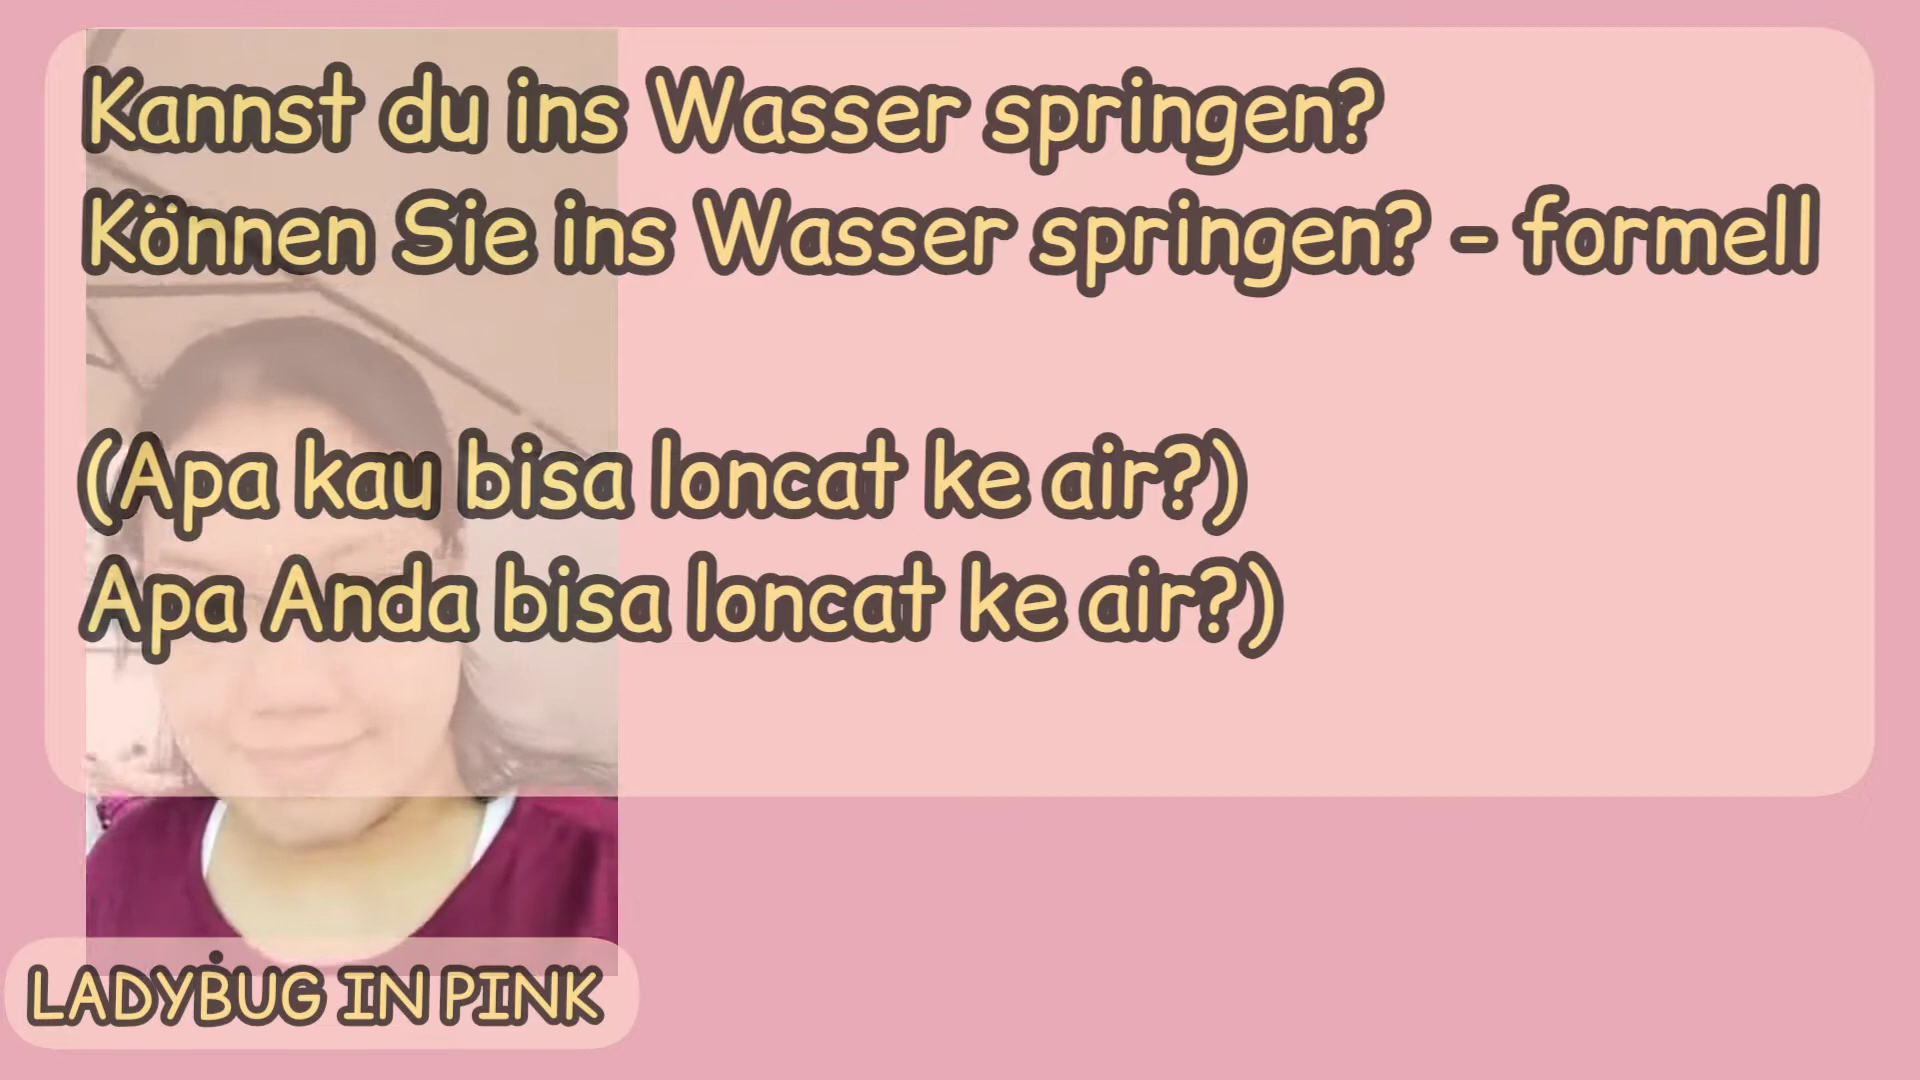 Kannst du ins Wasser springen?
Können Sie ins Wasser springen? - formell
(Apa kau bisa loncat ke air?)
Apa Anda bisa loncat ke air?)
LADYBUG IN PINK